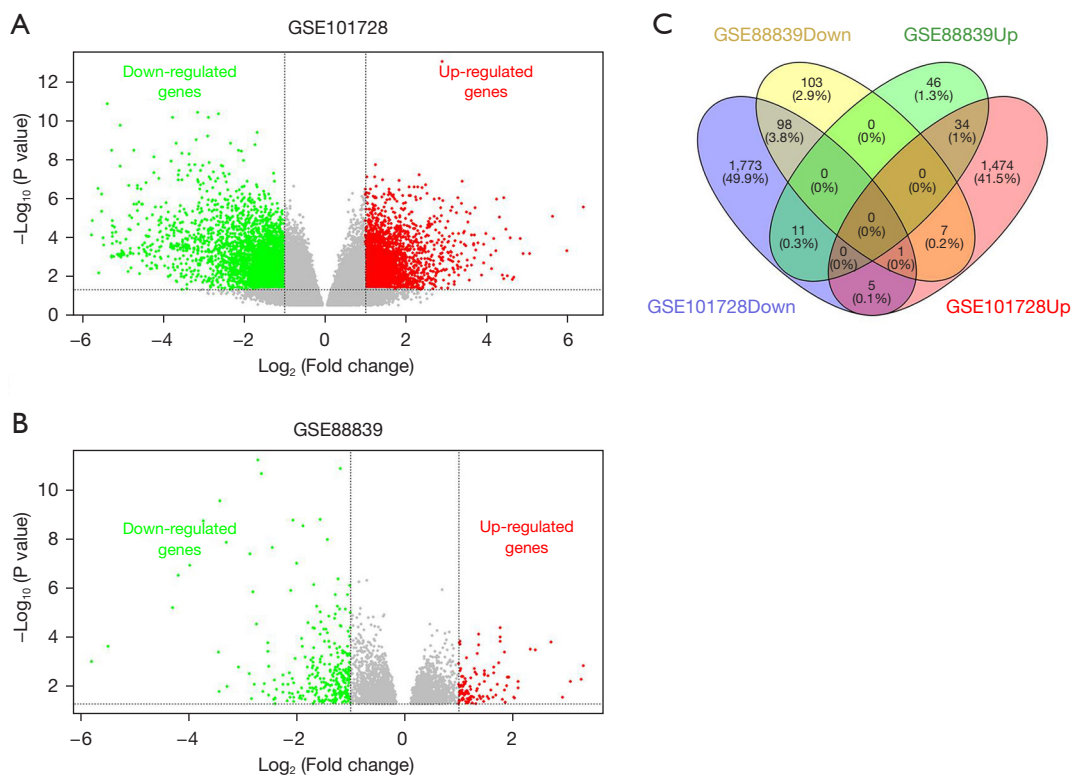 A
GSE101728
Down-regulated
genes
Up-regulated
genes
12
10
8
6
4
2
0
−Log10 (P value)
−6
−4
−2
0
2
4
6
Log2 (Fold change)
B
GSE88839
Down-regulated
genes
Up-regulated
genes
10
8
6
4
2
−Log10 (P value)
−6
−4
−2
0
2
Log2 (Fold change)
C
GSE88839Down
GSE88839Up
103
(2.9%)
46
(1.3%)
98
(3.8%)
0
(0%)
34
(1%)
1,773
(49.9%)
0
(0%)
0
(0%)
1,474
(41.5%)
0
(0%)
11
(0.3%)
7
(0.2%)
0
(0%)
1
(0%)
5
(0.1%)
GSE101728Down
GSE101728Up